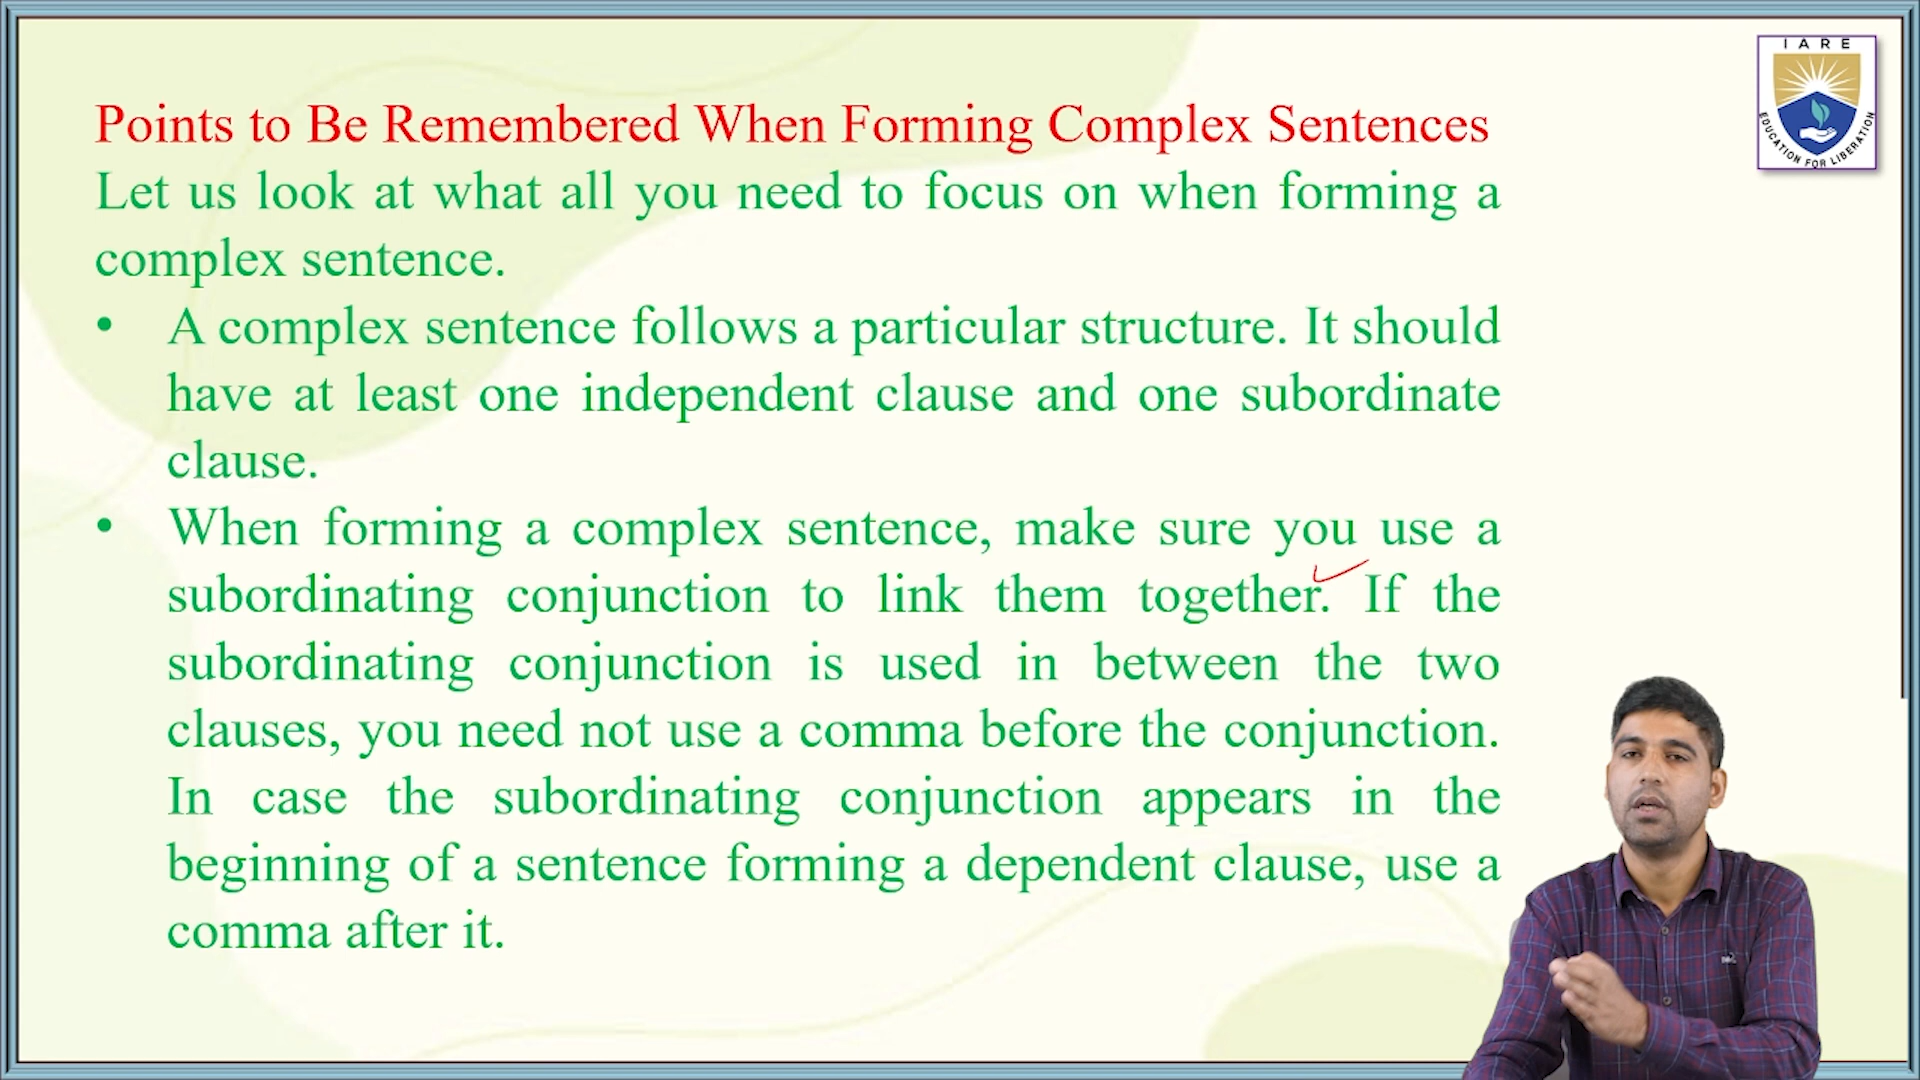 IARE
EDUCATION FOR LIBERATION
Points to Be Remembered When Forming Complex Sentences
Let us look at what all you need to focus on when forming a
complex sentence.
• A complex sentence follows a particular structure. It should
have at least one independent clause and one subordinate
clause.
• When forming a complex sentence, make sure you use a
subordinating conjunction to link them together. If the
subordinating conjunction is used in between the two
clauses, you need not use a comma before the conjunction.
In case the subordinating conjunction appears in the
beginning of a sentence forming a dependent clause, use a
comma after it.